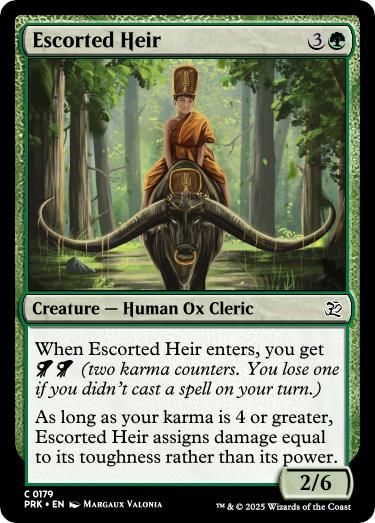 Escorted Heir 3
Creature — Human Ox Cleric
When Escorted Heir enters, you get
(two karma counters. You lose one
if you didn't cast a spell on your turn.)
As long as your karma is 4 or greater,
Escorted Heir assigns damage equal
to its toughness rather than its power.
2/6
C 0179
PRK • EN Margaux Valonia
™ & © 2025 Wizards of the Coast